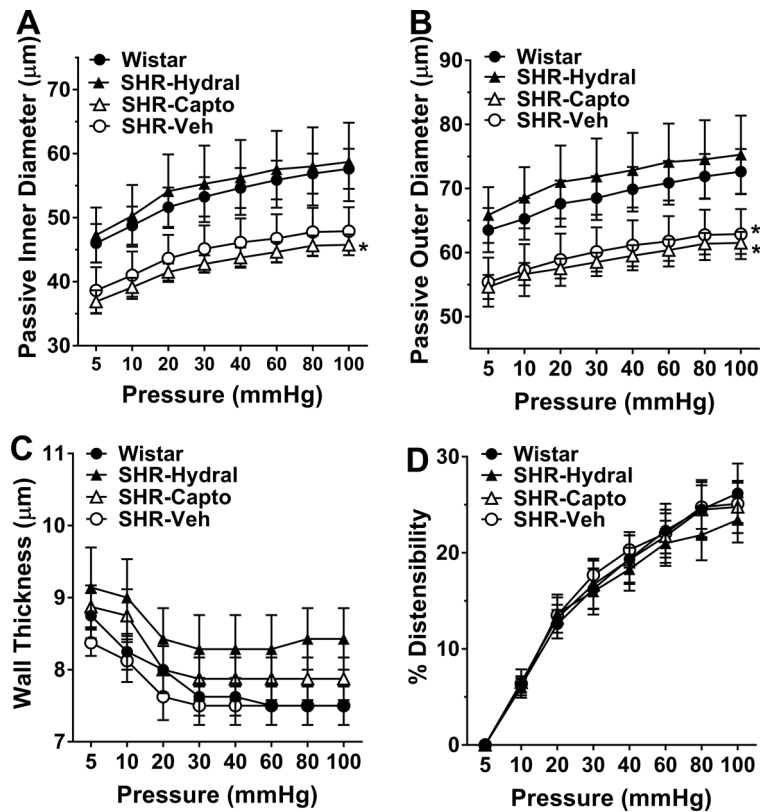 A
Wistar
SHR-Hydral
SHR-Capto
SHR-Veh
Passive Inner Diameter (μm)
70
60
50
40
30
*
5 10 20 30 40 60 80 100
Pressure (mmHg)
B
Wistar
SHR-Hydral
SHR-Capto
SHR-Veh
Passive Outer Diameter (μm)
90
80
70
60
50
*
*
5 10 20 30 40 60 80 100
Pressure (mmHg)
C
Wistar
SHR-Hydral
SHR-Capto
SHR-Veh
Wall Thickness (μm)
11
10
9
8
7
5 10 20 30 40 60 80 100
Pressure (mmHg)
D
Wistar
SHR-Hydral
SHR-Capto
SHR-Veh
% Distensibility
30
20
10
0
5 10 20 30 40 60 80 100
Pressure (mmHg)